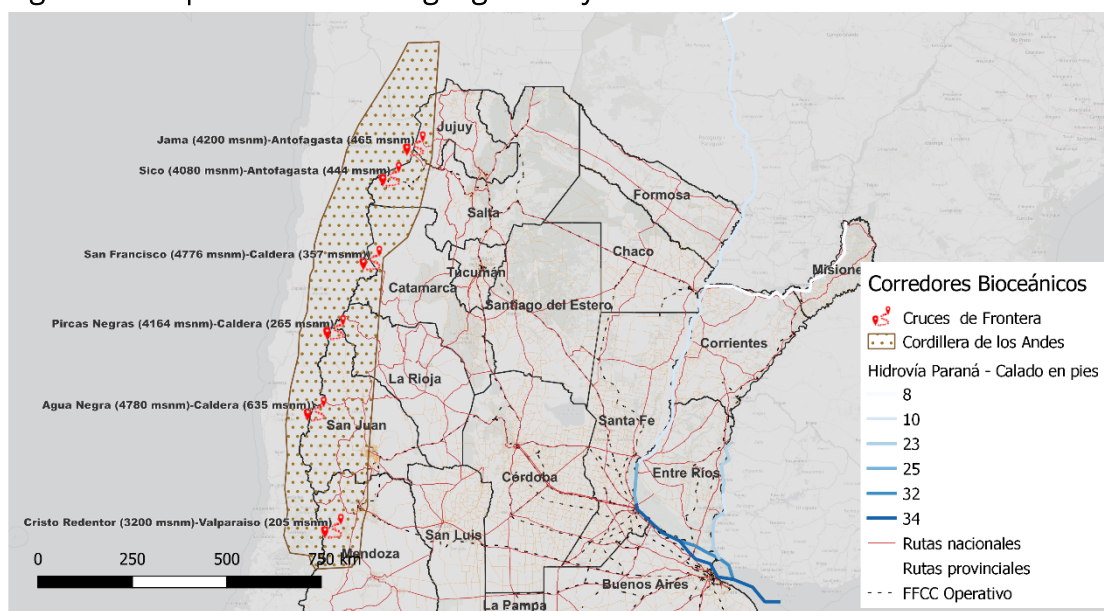 Jujuy
Jama (4200 msnm)-Antofagasta (465 msnm)
Sico (4080 msnm)-Antofagasta (444 msnm)
Formosa
Salta
San Francisco (4776 msnm)-Caldera (357 msnm)
Chaco
Tucumán
Misione
Catamarca
Santiago del Estero
Pircas Negras (4164 msnm)-Caldera (265 msnm)
Corrientes
La Rioja
Agua Negra (4780 msnm)-Caldera (635 msnm)
San Juan
Santa Fe
Entre Ríos
Córdoba
Cristo Redentor (3200 msnm)-Valparaiso (205 msnm)
San Luis
Mendoza
Buenos Aires
La Pampa
0 250 500 750 km
Corredores Bioceánicos
Cruces de Frontera
Cordillera de los Andes
Hidrovía Paraná - Calado en pies
8
10
23
25
32
34
Rutas nacionales
Rutas provinciales
FFCC Operativo